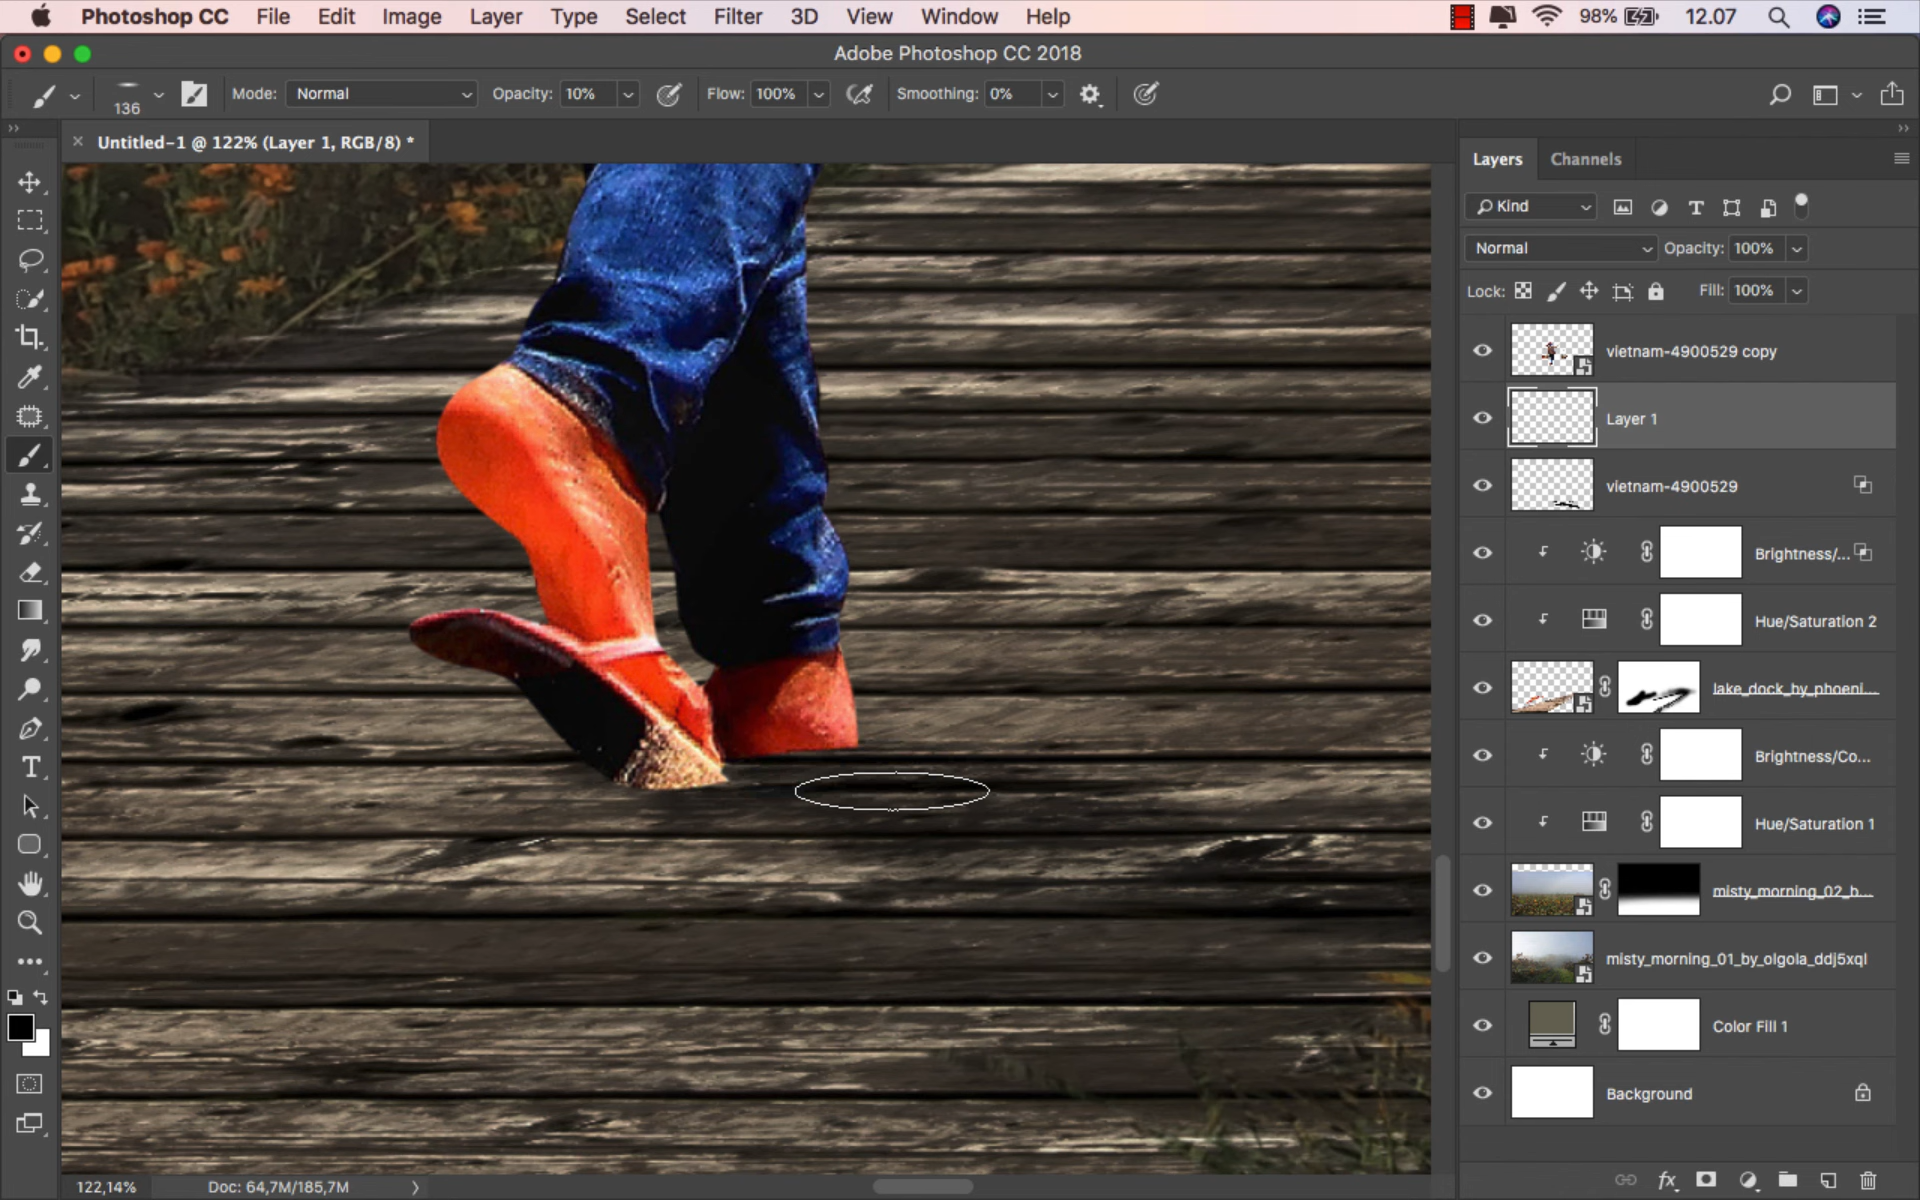 Photoshop CC File Edit Image Layer Type Select Filter 3D View Window Help 98% 12.07
Adobe Photoshop CC 2018
136 Mode: Normal Opacity: 10% Flow: 100% Smoothing: 0%
Untitled-1 @ 122% (Layer 1, RGB/8) *
Layers Channels
Kind
Normal Opacity: 100%
Lock: Fill: 100%
vietnam-4900529 copy
Layer 1
vietnam-4900529
Brightness/...
Hue/Saturation 2
lake_dock_by_phoeni...
Brightness/Co...
Hue/Saturation 1
misty_morning_02_b...
misty_morning_01_by_olgola_ddj5xql
Color Fill 1
Background
122,14% Doc: 64,7M/185,7M